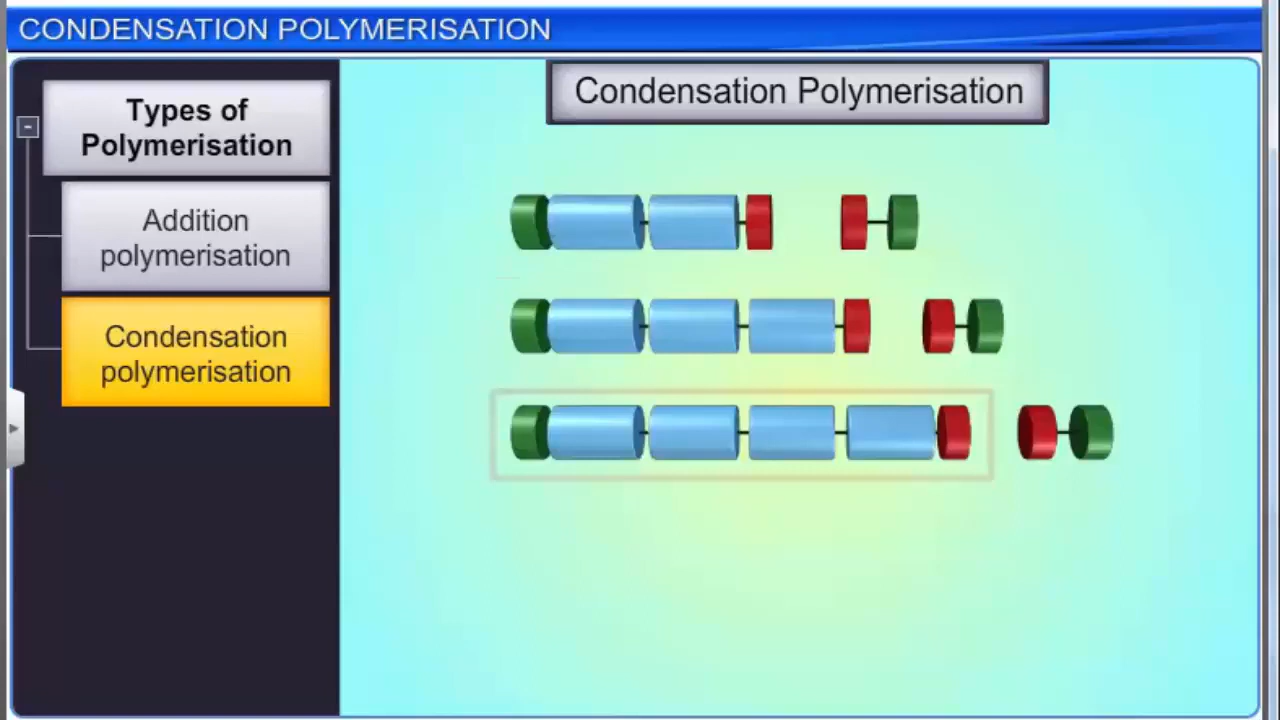 CONDENSATION POLYMERISATION
Types of
Polymerisation
Addition
polymerisation
Condensation
polymerisation
Condensation Polymerisation